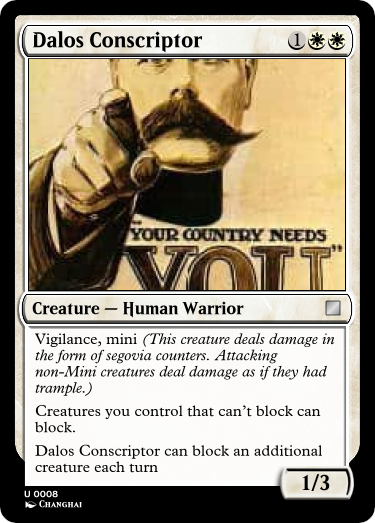 Dalos Conscriptor 1
"YOUR COUNTRY NEEDS
YOU"
Creature — Human Warrior
Vigilance, mini (This creature deals damage in
the form of segovia counters. Attacking
non-Mini creatures deal damage as if they had
trample.)
Creatures you control that can't block can
block.
Dalos Conscriptor can block an additional
creature each turn
1/3
U 0008
Changhai